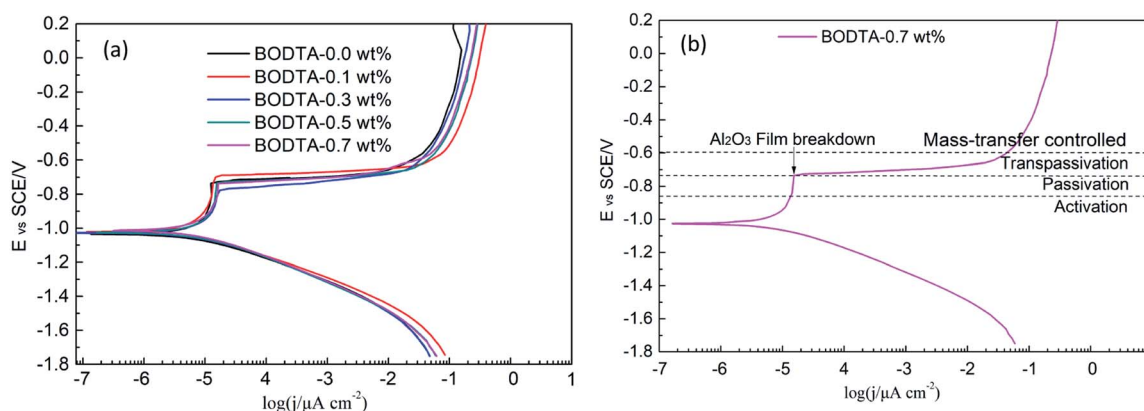 (a)
BODTA-0.0 wt%
BODTA-0.1 wt%
BODTA-0.3 wt%
BODTA-0.5 wt%
BODTA-0.7 wt%
E vs SCE/V
0.2
0.0
-0.2
-0.4
-0.6
-0.8
-1.0
-1.2
-1.4
-1.6
-1.8
-7 -6 -5 -4 -3 -2 -1 0 1
log(j/μA cm⁻²)
(b)
BODTA-0.7 wt%
Al₂O₃ Film breakdown
Mass-transfer controlled
Transpassivation
Passivation
Activation
E vs SCE/V
0.2
0.0
-0.2
-0.4
-0.6
-0.8
-1.0
-1.2
-1.4
-1.6
-1.8
-7 -6 -5 -4 -3 -2 -1 0 1
log(j/μA cm⁻²)